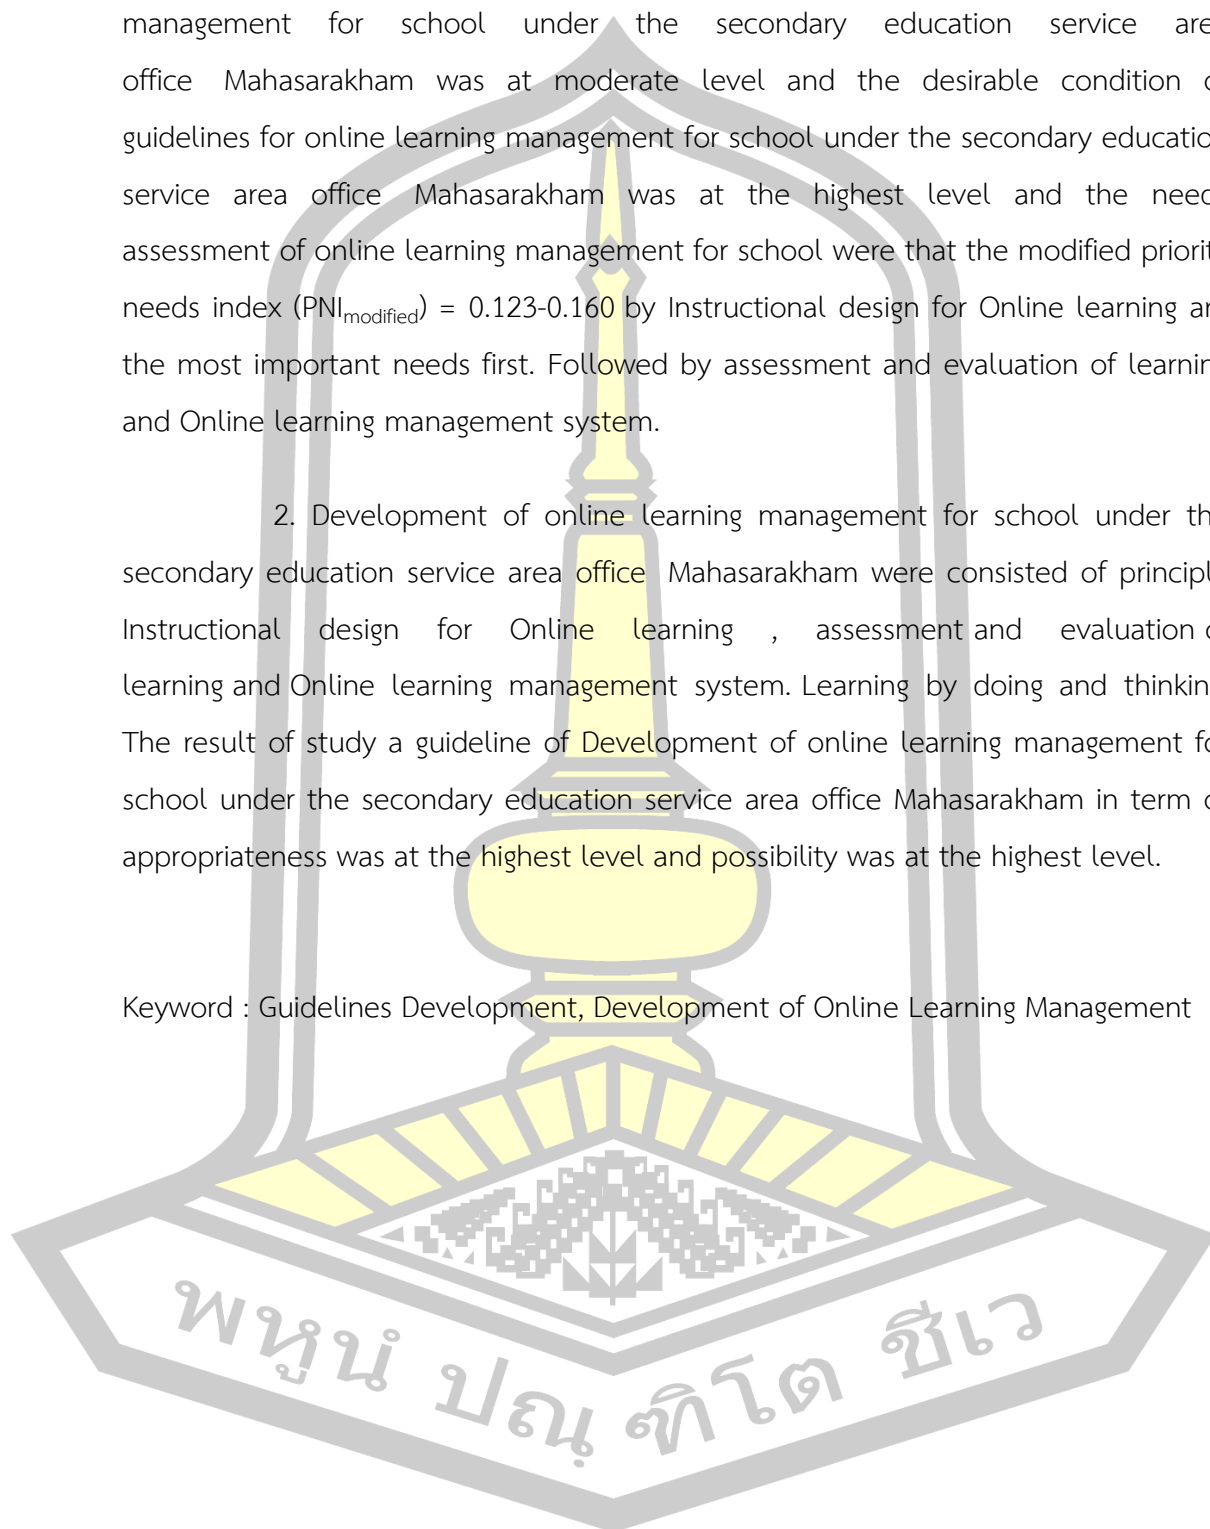 management for school under the secondary education service are
office Mahasarakham was at moderate level and the desirable condition o
guidelines for online learning management for school under the secondary educatio
service area office Mahasarakham was at the highest level and the need
assessment of online learning management for school were that the modified priorit
needs index (PNImodified) = 0.123-0.160 by Instructional design for Online learning ar
the most important needs first. Followed by assessment and evaluation of learnin
and Online learning management system.
2. Development of online learning management for school under th
secondary education service area office Mahasarakham were consisted of principl
Instructional design for Online learning , assessment and evaluation o
learning and Online learning management system. Learning by doing and thinkin
The result of study a guideline of Development of online learning management fo
school under the secondary education service area office Mahasarakham in term o
appropriateness was at the highest level and possibility was at the highest level.
Keyword : Guidelines Development, Development of Online Learning Management
พหูนํ ปณฺฑิโต ชีเว